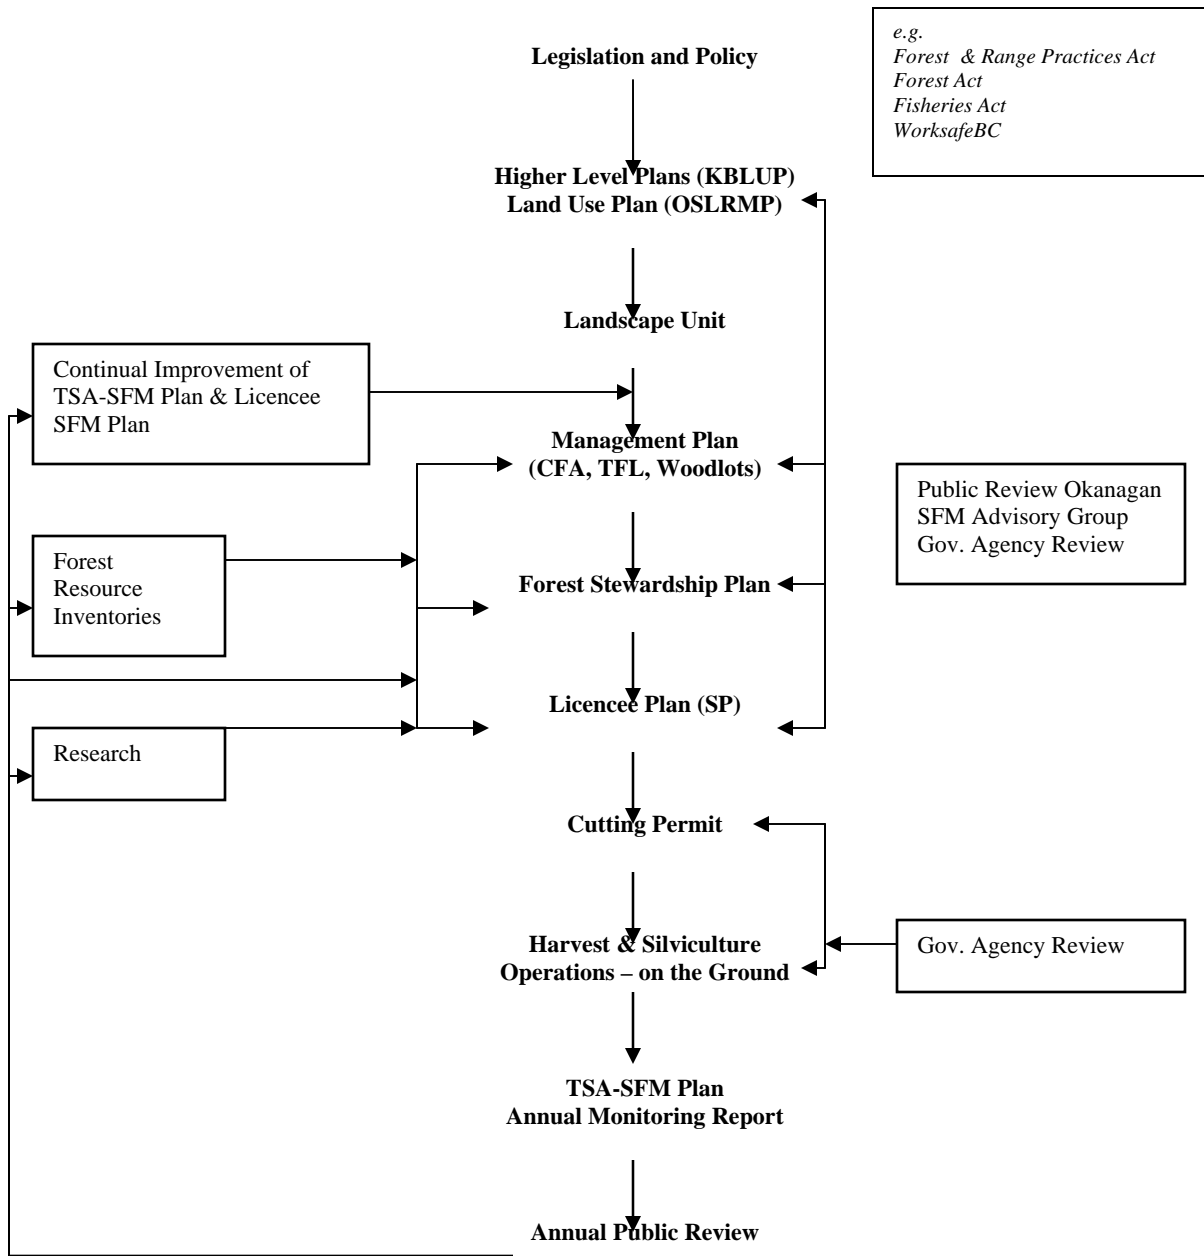 Legislation and Policy
e.g.
Forest & Range Practices Act
Forest Act
Fisheries Act
WorksafeBC
Higher Level Plans (KBLUP)
Land Use Plan (OSLRMP)
Landscape Unit
Continual Improvement of
TSA-SFM Plan & Licencee
SFM Plan
Management Plan
(CFA, TFL, Woodlots)
Public Review Okanagan
SFM Advisory Group
Gov. Agency Review
Forest
Resource
Inventories
Forest Stewardship Plan
Licencee Plan (SP)
Research
Cutting Permit
Harvest & Silviculture
Operations – on the Ground
Gov. Agency Review
TSA-SFM Plan
Annual Monitoring Report
Annual Public Review